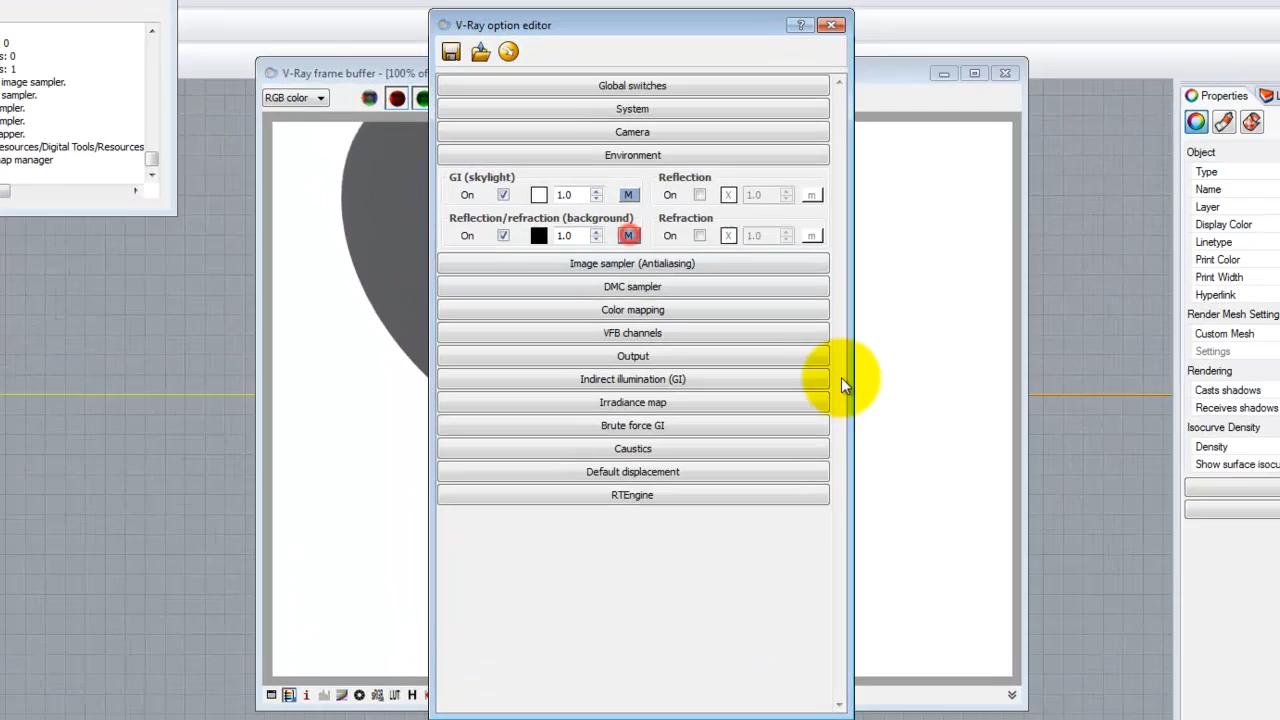 V-Ray option editor
?
0
s: 0
s: 1
image sampler.
sampler.
mpler.
mpler.
apper.
esources/Digital Tools/Resources
nap manager
V-Ray frame buffer - [100% of
RGB color
Global switches
System
Camera
Environment
GI (skylight)
Reflection
On 1.0 M
On X 1.0 m
Reflection/refraction (background)
Refraction
On 1.0 M
On X 1.0 m
Image sampler (Antialiasing)
DMC sampler
Color mapping
VFB channels
Output
Indirect illumination (GI)
Irradiance map
Brute force GI
Caustics
Default displacement
RTEngine
LUT H
Properties L
Object
Type
Name
Layer
Display Color
Linetype
Print Color
Print Width
Hyperlink
Render Mesh Setting
Custom Mesh
Settings
Rendering
Casts shadows
Receives shadows
Isocurve Density
Density
Show surface isocu